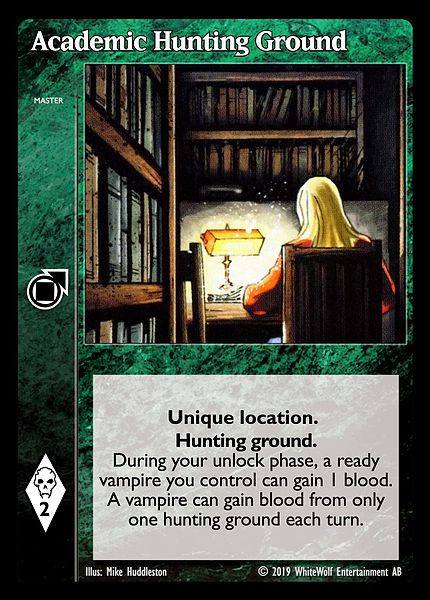 Academic Hunting Ground
MASTER
Unique location.
Hunting ground.
During your unlock phase, a ready
vampire you control can gain 1 blood.
A vampire can gain blood from only
one hunting ground each turn.
2
Illus: Mike Huddleston
© 2019 WhiteWolf Entertainment AB